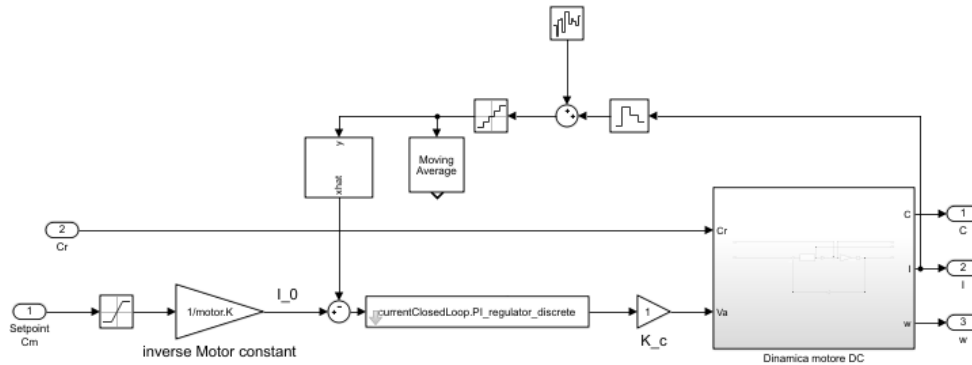 y
xhat
Moving
Average
2
Cr
Cr
C
1
C
I
2
I
1
Setpoint
Cm
1/motor.K
inverse Motor constant
I_0
currentClosedLoop.PI_regulator_discrete
1
K_c
Va
w
3
w
Dinamica motore DC